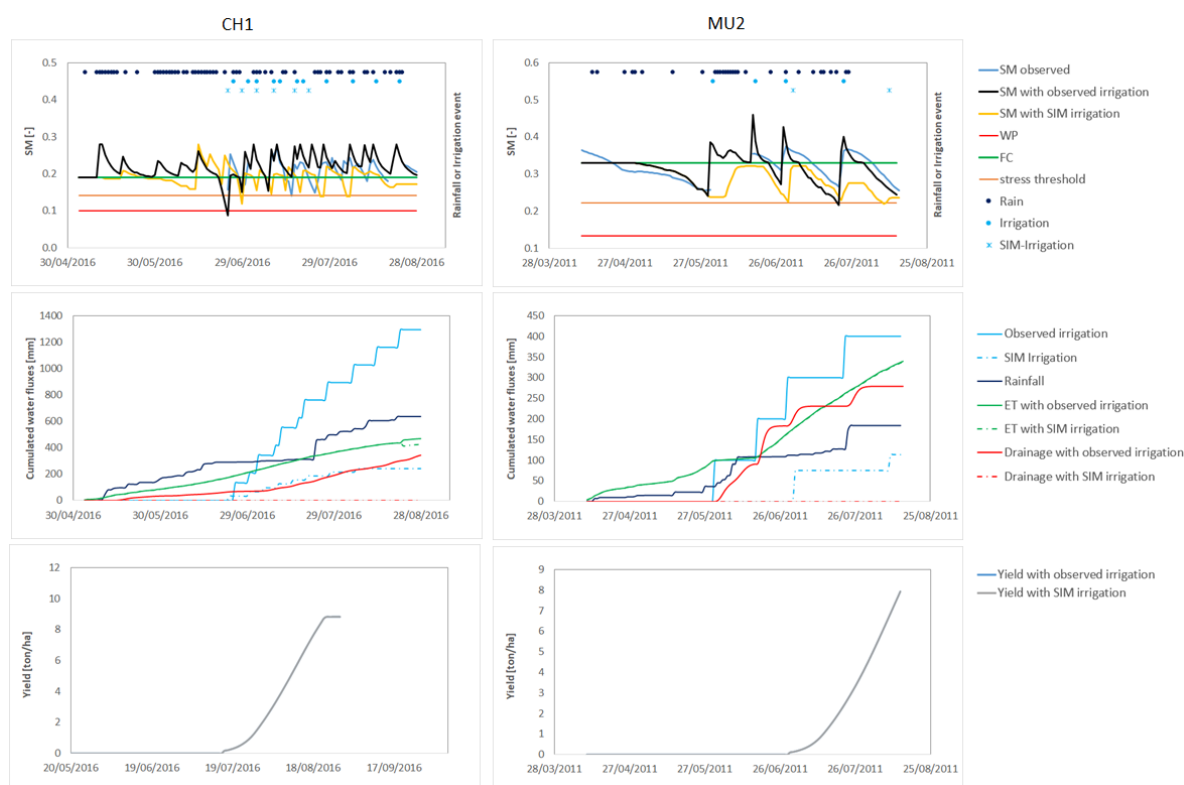 CH1
MU2
SM [-]
0.5
0.4
0.3
0.2
0.1
0.0
30/04/2016
30/05/2016
29/06/2016
29/07/2016
28/08/2016
Rainfall or Irrigation event
SM [-]
0.6
0.5
0.4
0.3
0.2
0.1
28/03/2011
27/04/2011
27/05/2011
26/06/2011
26/07/2011
25/08/2011
Rainfall or Irrigation event
SM observed
SM with observed irrigation
SM with SIM irrigation
WP
FC
stress threshold
Rain
Irrigation
SIM-Irrigation
Cumulated water fluxes [mm]
1400
1200
1000
800
600
400
200
0
30/04/2016
30/05/2016
29/06/2016
29/07/2016
28/08/2016
Cumulated water fluxes [mm]
450
400
350
300
250
200
150
100
50
0
28/03/2011
27/04/2011
27/05/2011
26/06/2011
26/07/2011
25/08/2011
Observed irrigation
SIM Irrigation
Rainfall
ET with observed irrigation
ET with SIM irrigation
Drainage with observed irrigation
Drainage with SIM irrigation
Yield [ton/ha]
12
10
8
6
4
2
0
20/05/2016
19/06/2016
19/07/2016
18/08/2016
17/09/2016
Yield [ton/ha]
9
8
7
6
5
4
3
2
1
0
28/03/2011
27/04/2011
27/05/2011
26/06/2011
26/07/2011
25/08/2011
Yield with observed irrigation
Yield with SIM irrigation